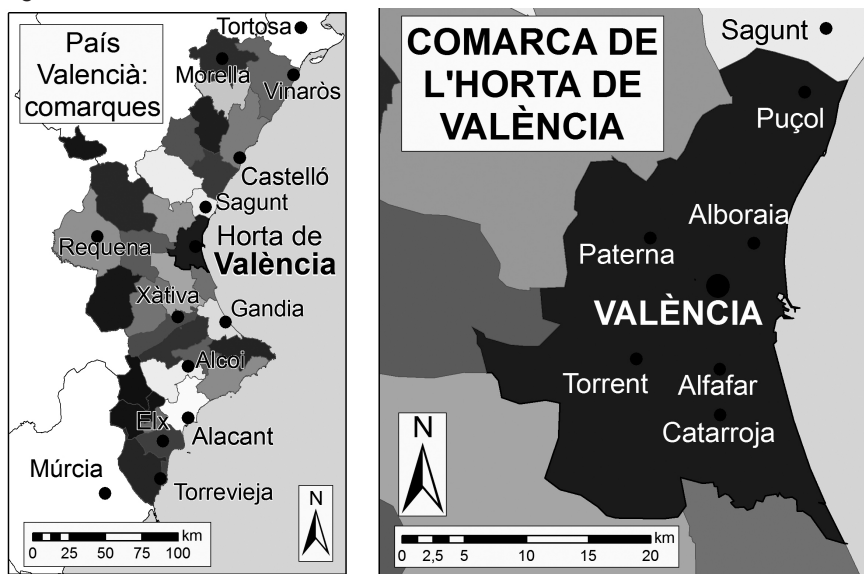 País
Valencià:
comarques
Tortosa
Morella
Vinaròs
Castelló
Sagunt
Requena
Horta de
València
Xàtiva
Gandia
Alcoi
Elx
Alacant
Múrcia
Torrevieja
N
km
0 25 50 75 100
COMARCA DE
L'HORTA DE
VALÈNCIA
Sagunt
Puçol
Alboraia
Paterna
VALÈNCIA
Torrent
Alfafar
Catarroja
N
km
0 2,5 5 10 15 20